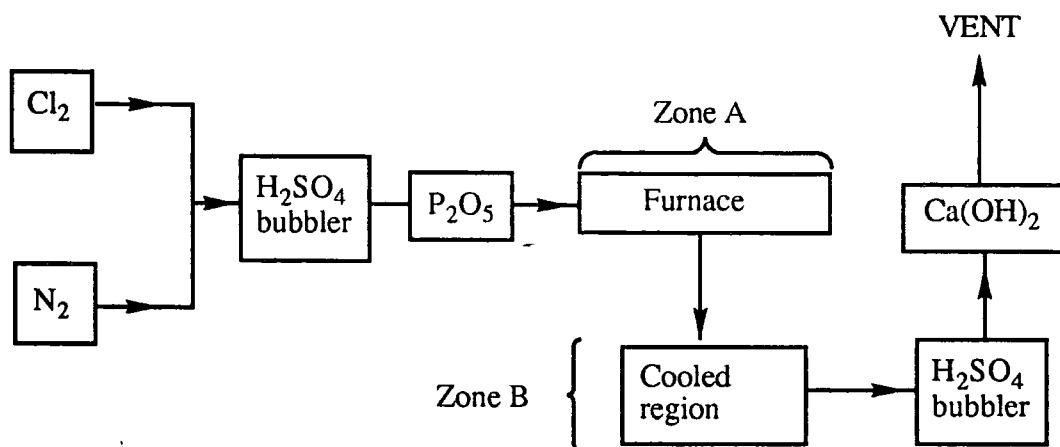 VENT
Cl₂
Zone A
H₂SO₄
bubbler
P₂O₅
Furnace
Ca(OH)₂
N₂
Zone B
Cooled
region
H₂SO₄
bubbler